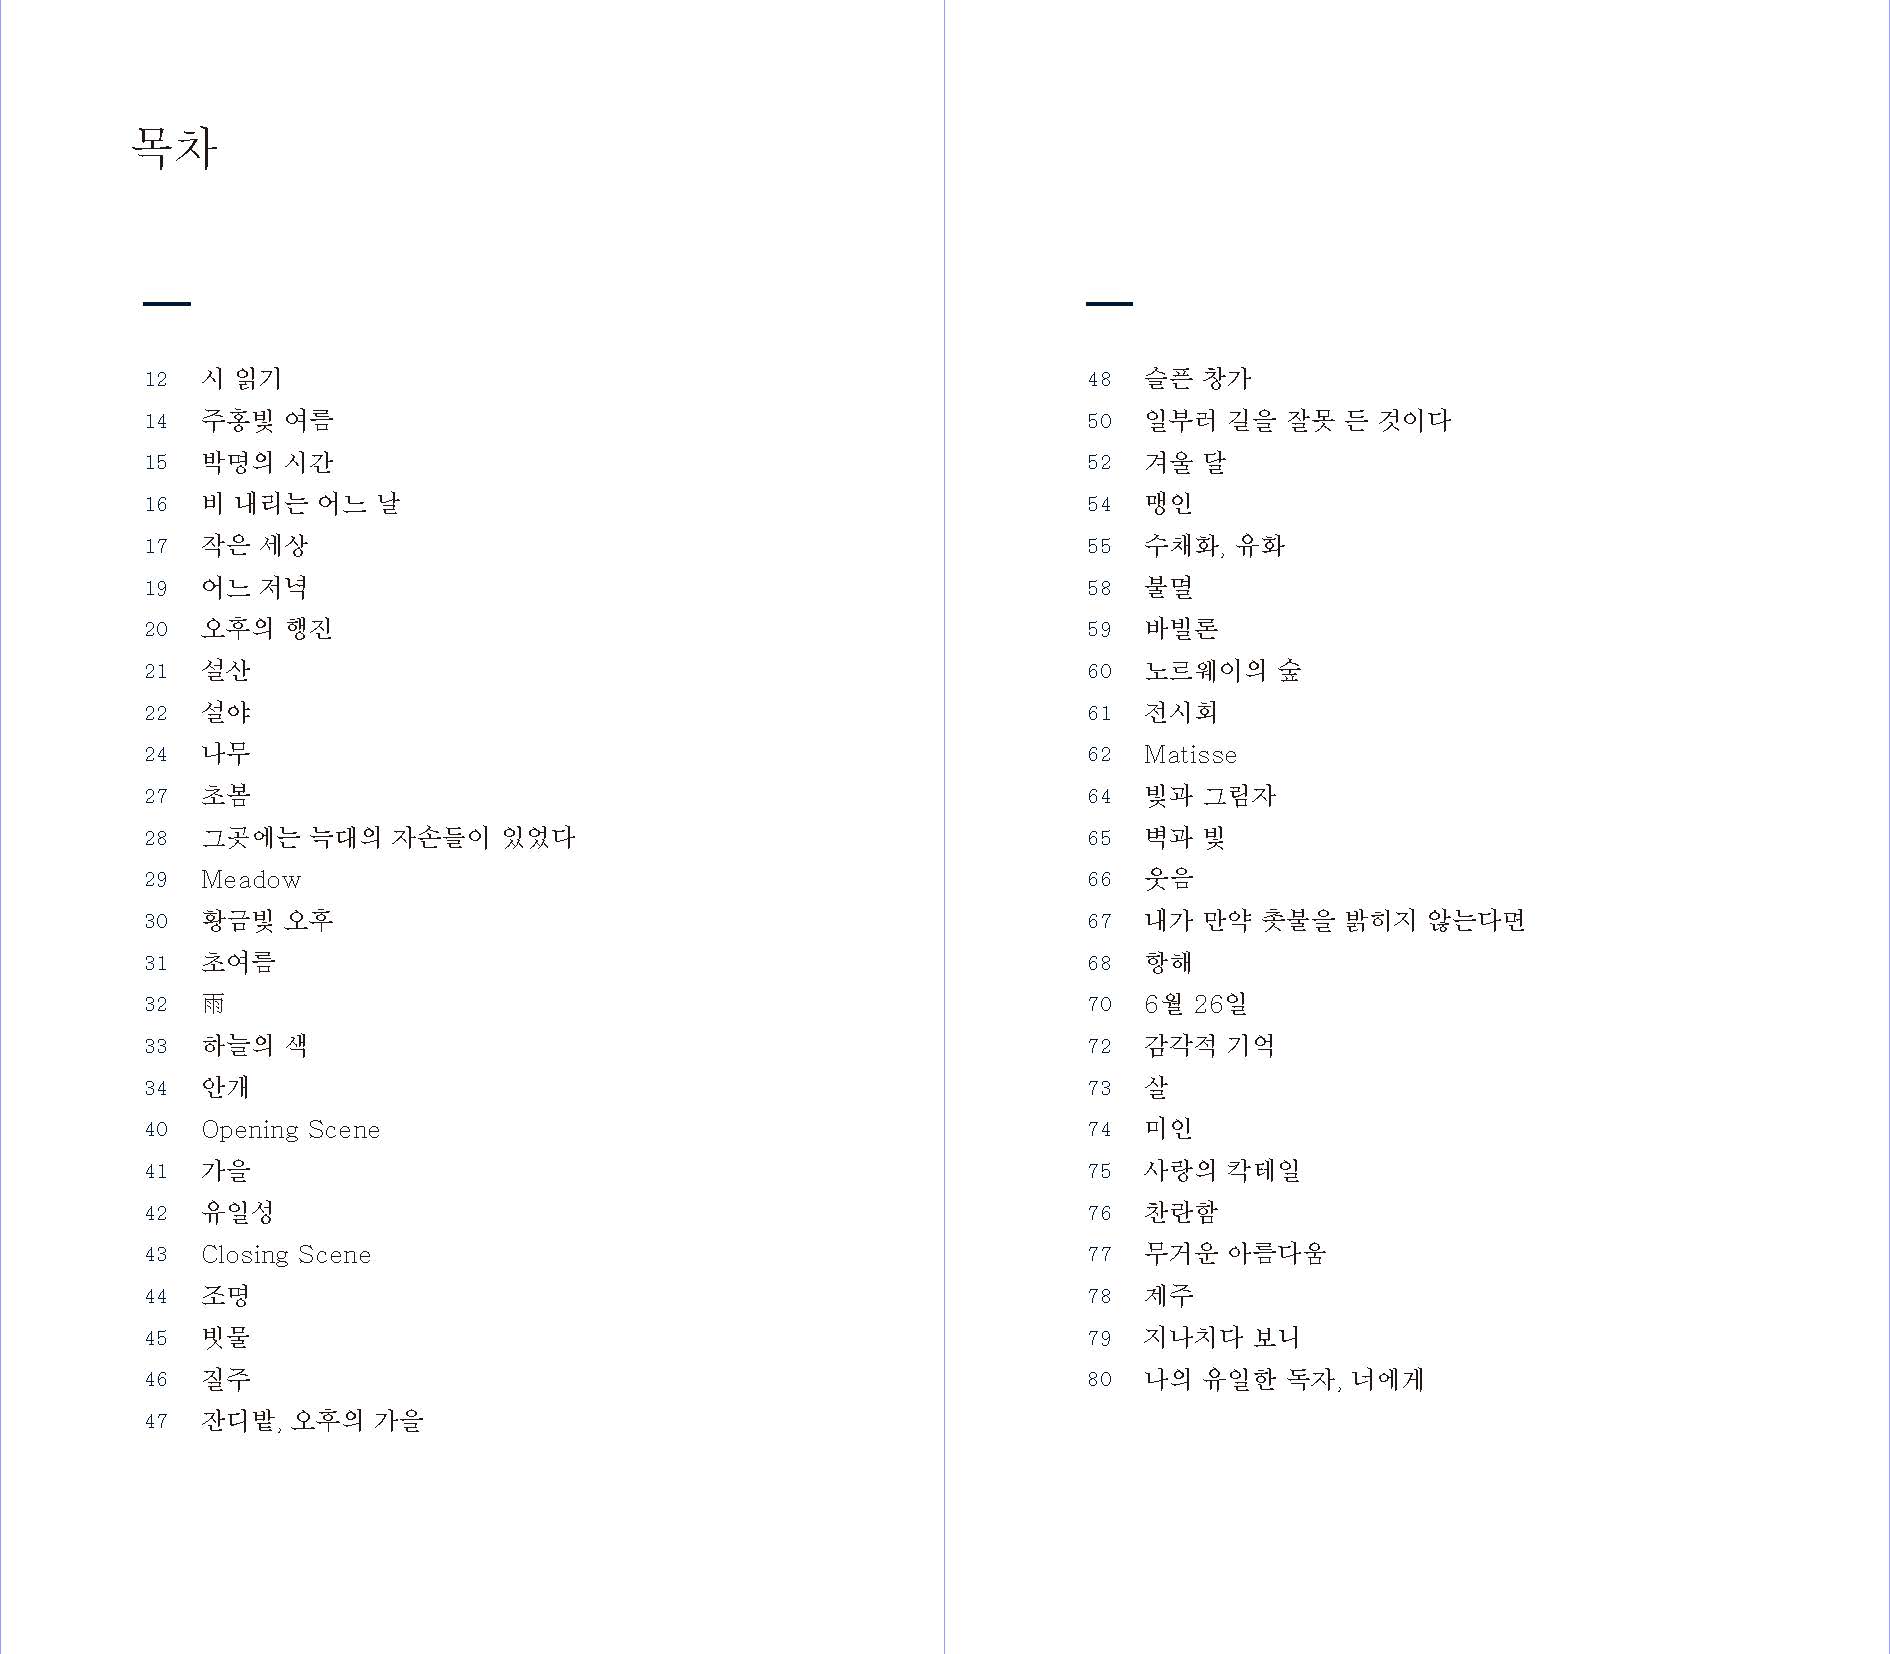 목차
12 시 읽기
14 주홍빛 여름
15 박명의 시간
16 비 내리는 어느 날
17 작은 세상
19 어느 저녁
20 오후의 행진
21 설산
22 설야
24 나무
27 초봄
28 그곳에는 늑대의 자손들이 있었다
29 Meadow
30 황금빛 오후
31 초여름
32 雨
33 하늘의 색
34 안개
40 Opening Scene
41 가을
42 유일성
43 Closing Scene
44 조명
45 빗물
46 질주
47 잔디밭, 오후의 가을
48 슬픈 창가
50 일부러 길을 잘못 든 것이다
52 겨울 달
54 맹인
55 수채화, 유화
58 불멸
59 바빌론
60 노르웨이의 숲
61 전시회
62 Matisse
64 빛과 그림자
65 벽과 빛
66 웃음
67 내가 만약 촛불을 밝히지 않는다면
68 항해
70 6월 26일
72 감각적 기억
73 살
74 미인
75 사랑의 칵테일
76 찬란함
77 무거운 아름다움
78 제주
79 지나치다 보니
80 나의 유일한 독자, 너에게